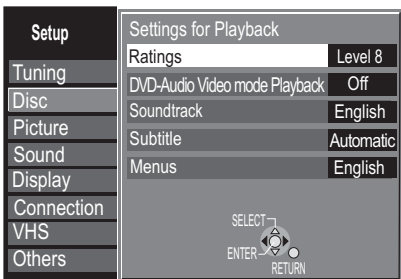 Setup
Tuning
Disc
Picture
Sound
Display
Connection
VHS
Others
Settings for Playback
Ratings Level 8
DVD-Audio Video mode Playback Off
Soundtrack English
Subtitle Automatic
Menus English
SELECT
ENTER
RETURN